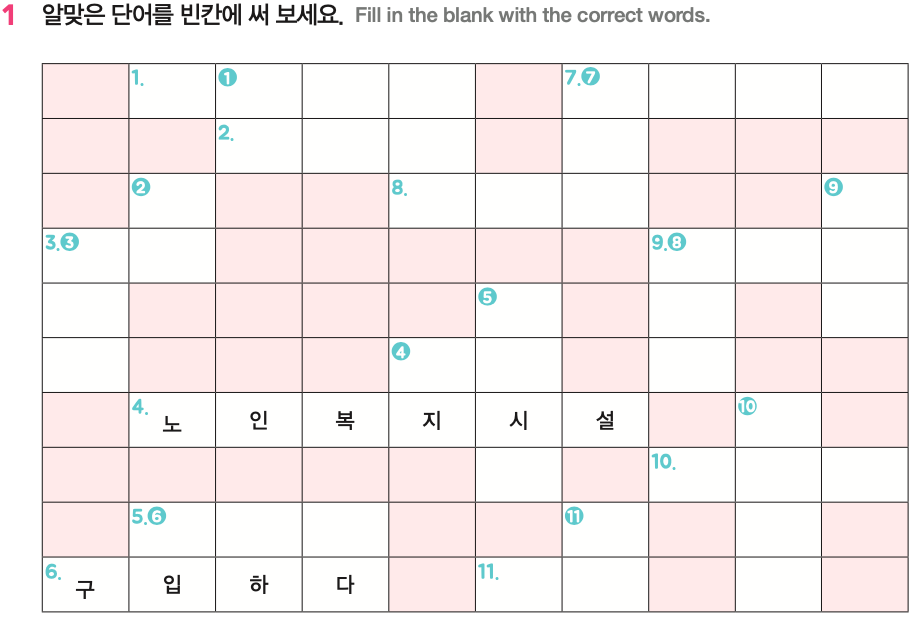 1 알맞은 단어를 빈칸에 써 보세요. Fill in the blank with the correct words.
1. ❶ 7.❼
2.
❷ 8. ❾
3.❸ 9.❽
❺
❹
4. 노 인 복 지 시 설 ❿
10.
5.❻ ⓫
6. 구 입 하 다 11.